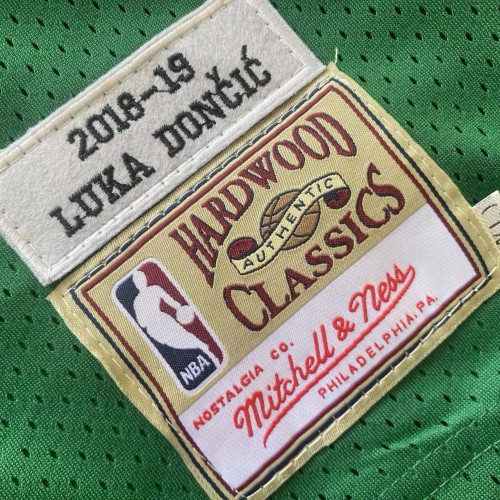 2018-19
LUKA DONČIĆ
HARDWOOD
AUTHENTIC
CLASSICS
NBA
NOSTALGIA CO.
Mitchell & Ness
PHILADELPHIA.PA.